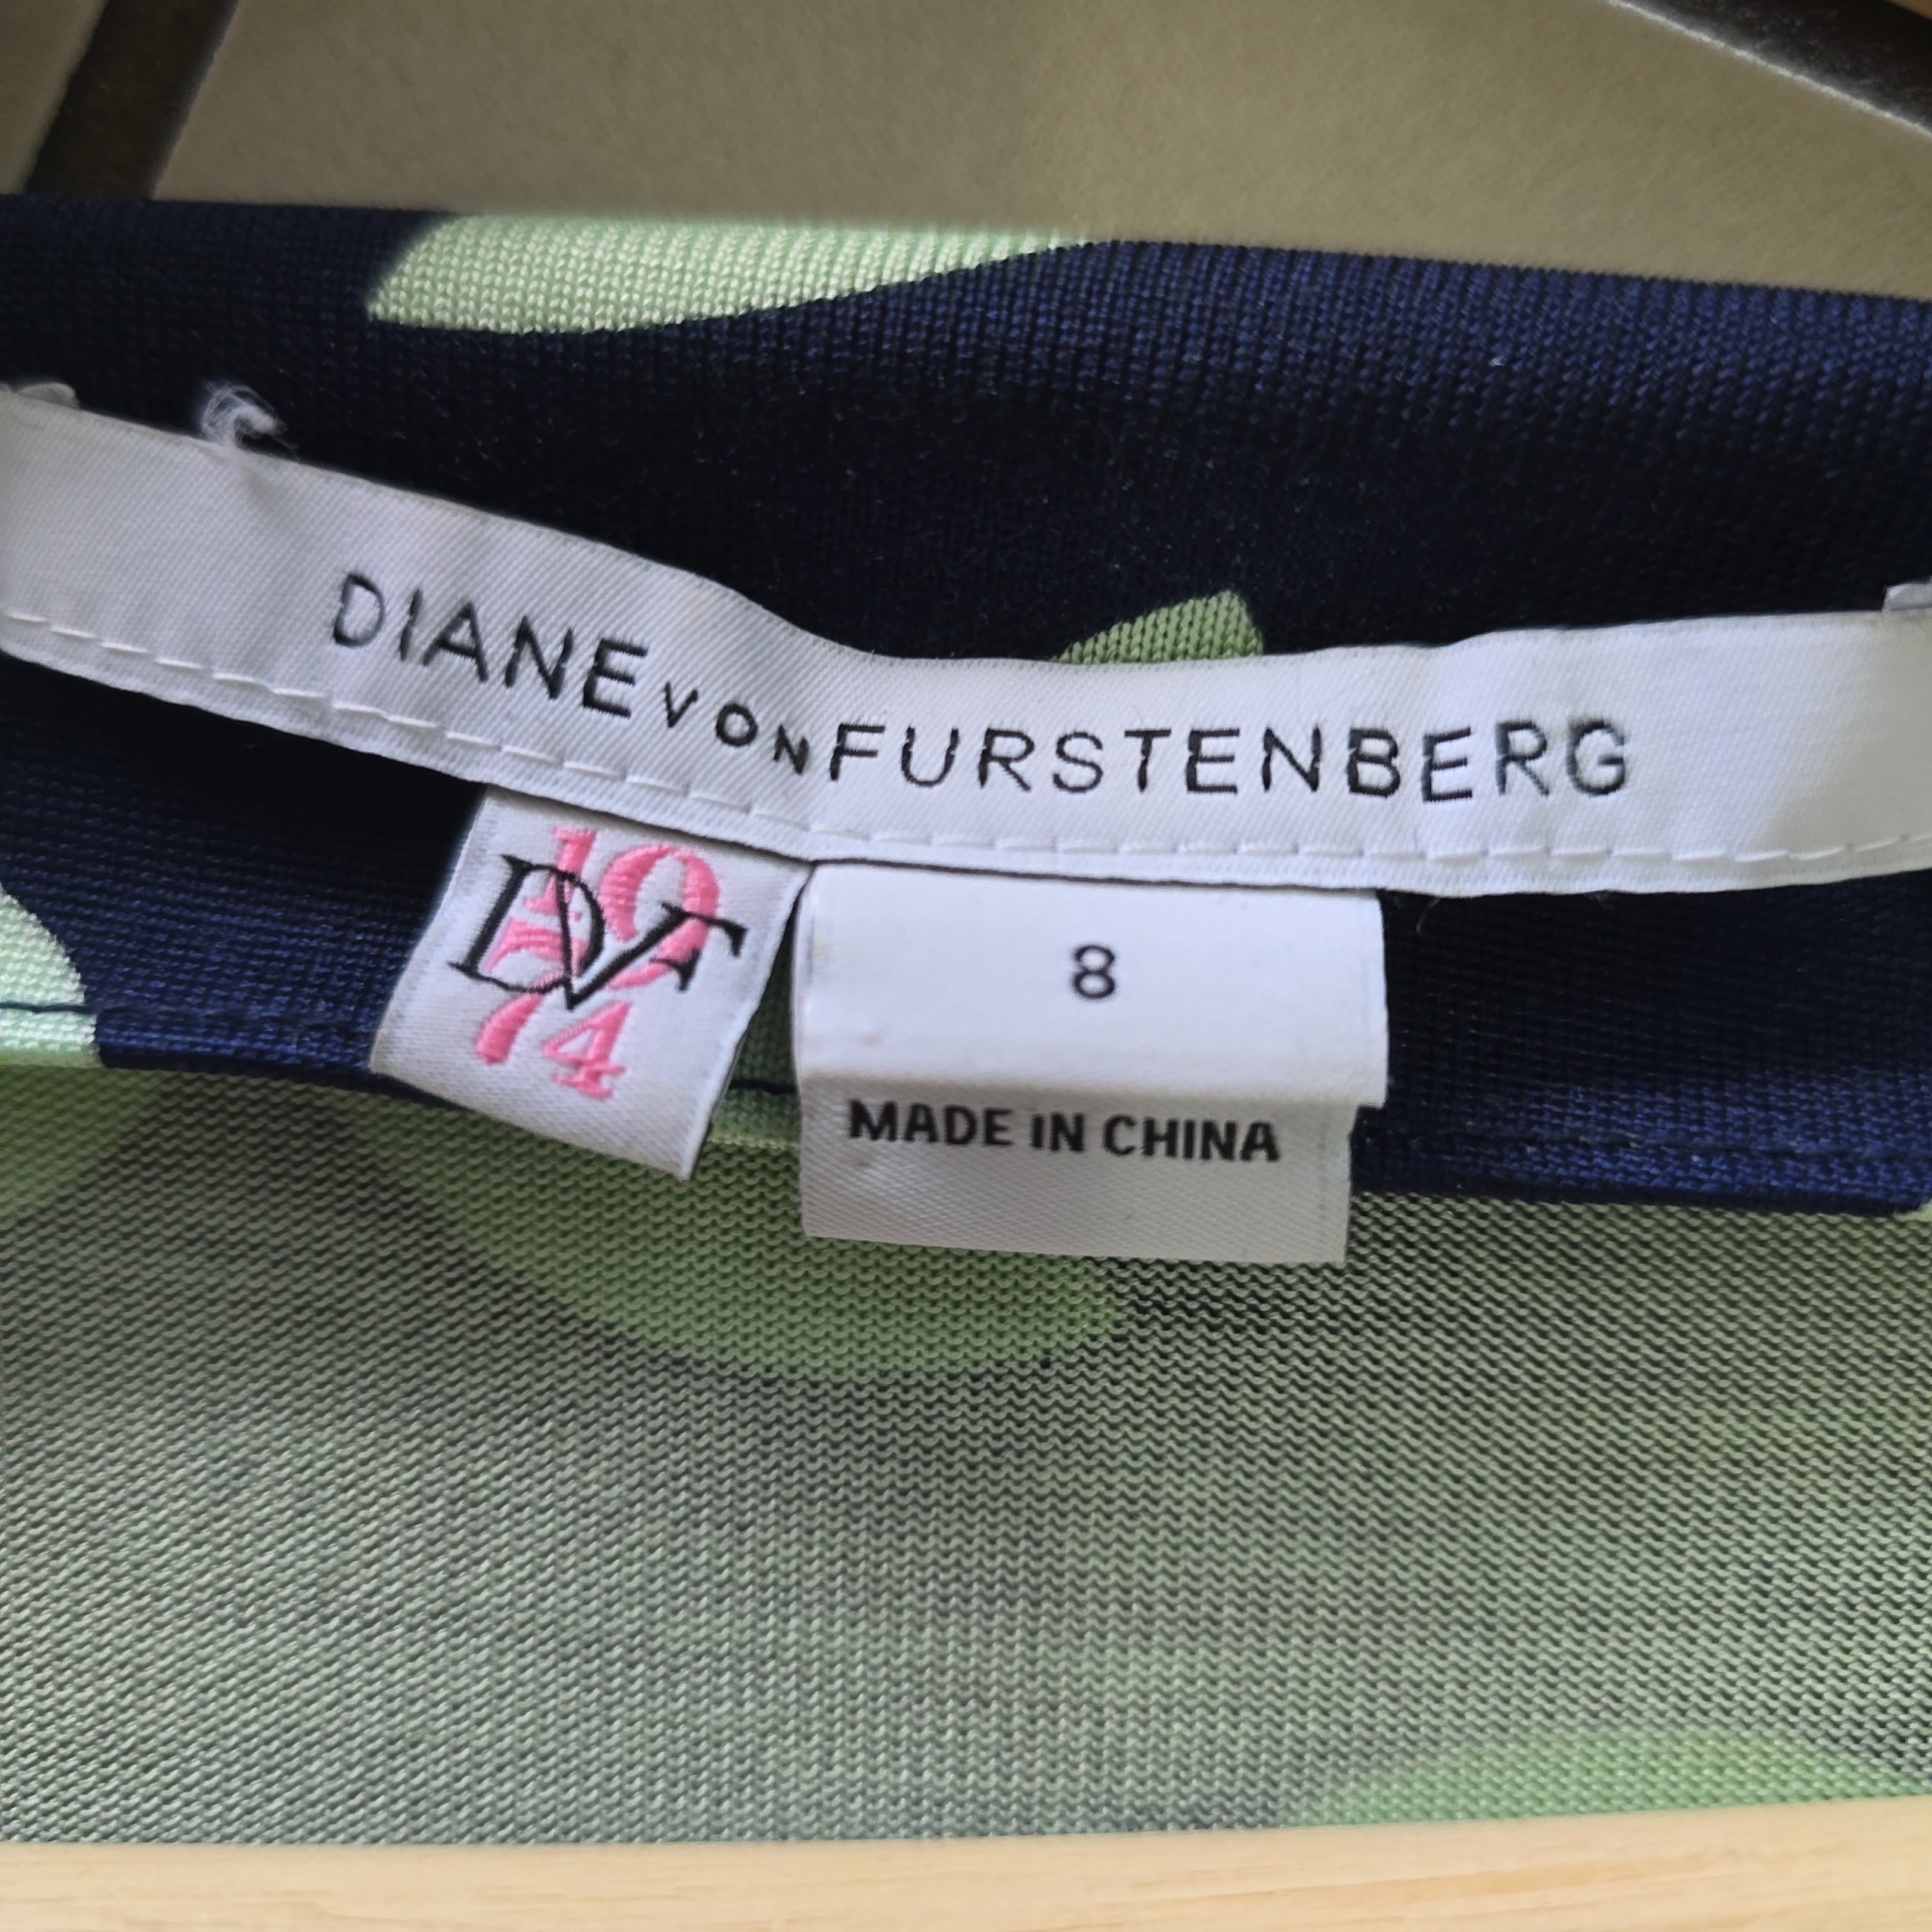 DIANE VON FURSTENBERG
19
DVF
74
8
MADE IN CHINA